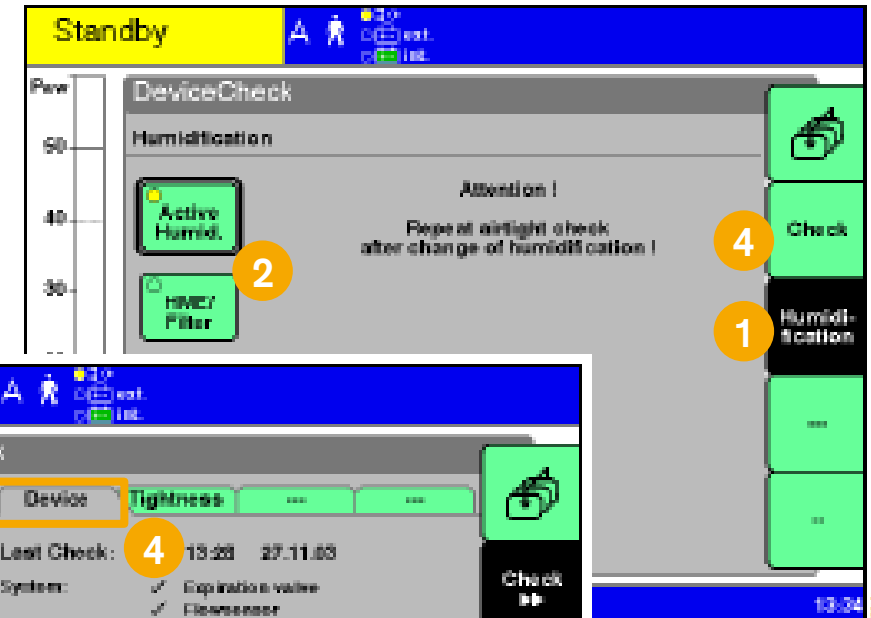 Standby
A
ext.
int.
Paw
DeviceCheck
Humidification
50
40
30
Active
Humid.
2
HME/
Filter
Attention !
Repeat airtight check
after change of humidification !
4
Check
1
Humidi-
fication
---
--
A
ext.
int.
Device
Tightness
---
---
Last Check:
4
13:28 27.11.03
System:
✓ Expiration valve
✓ Flowsensor
Check
▶▶
13:24